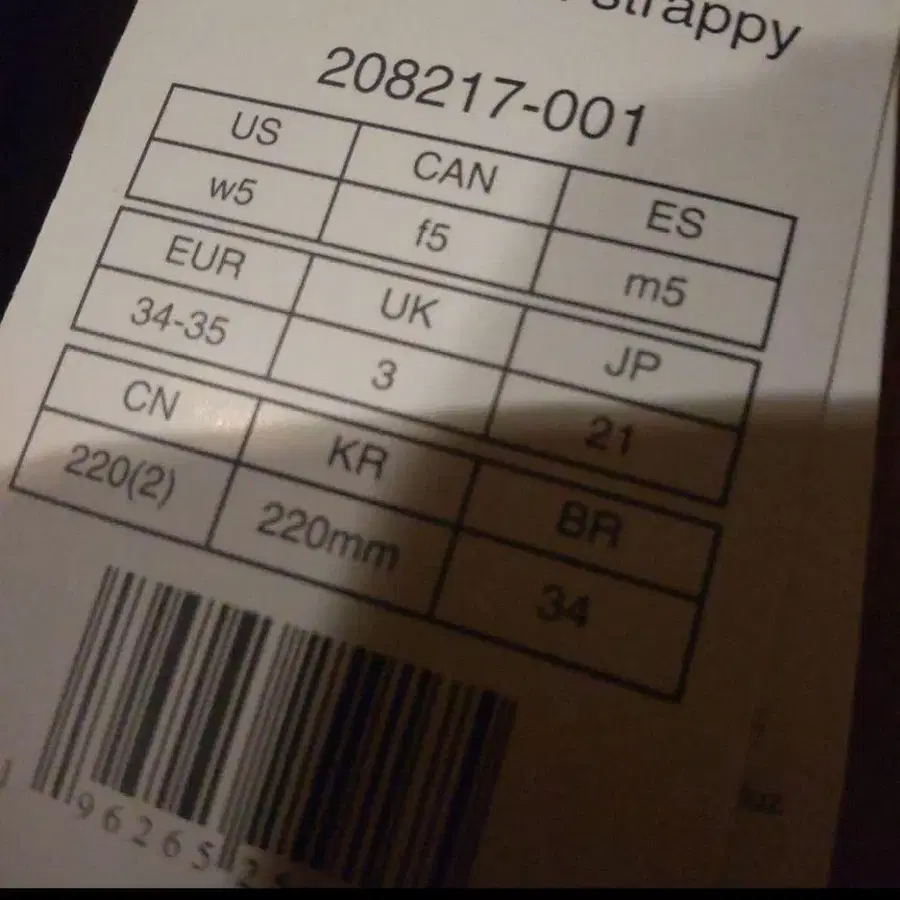 strappy
208217-001
US CAN ES
w5 f5 m5
EUR UK JP
34-35 3 21
CN KR BR
220(2) 220mm 34
96265